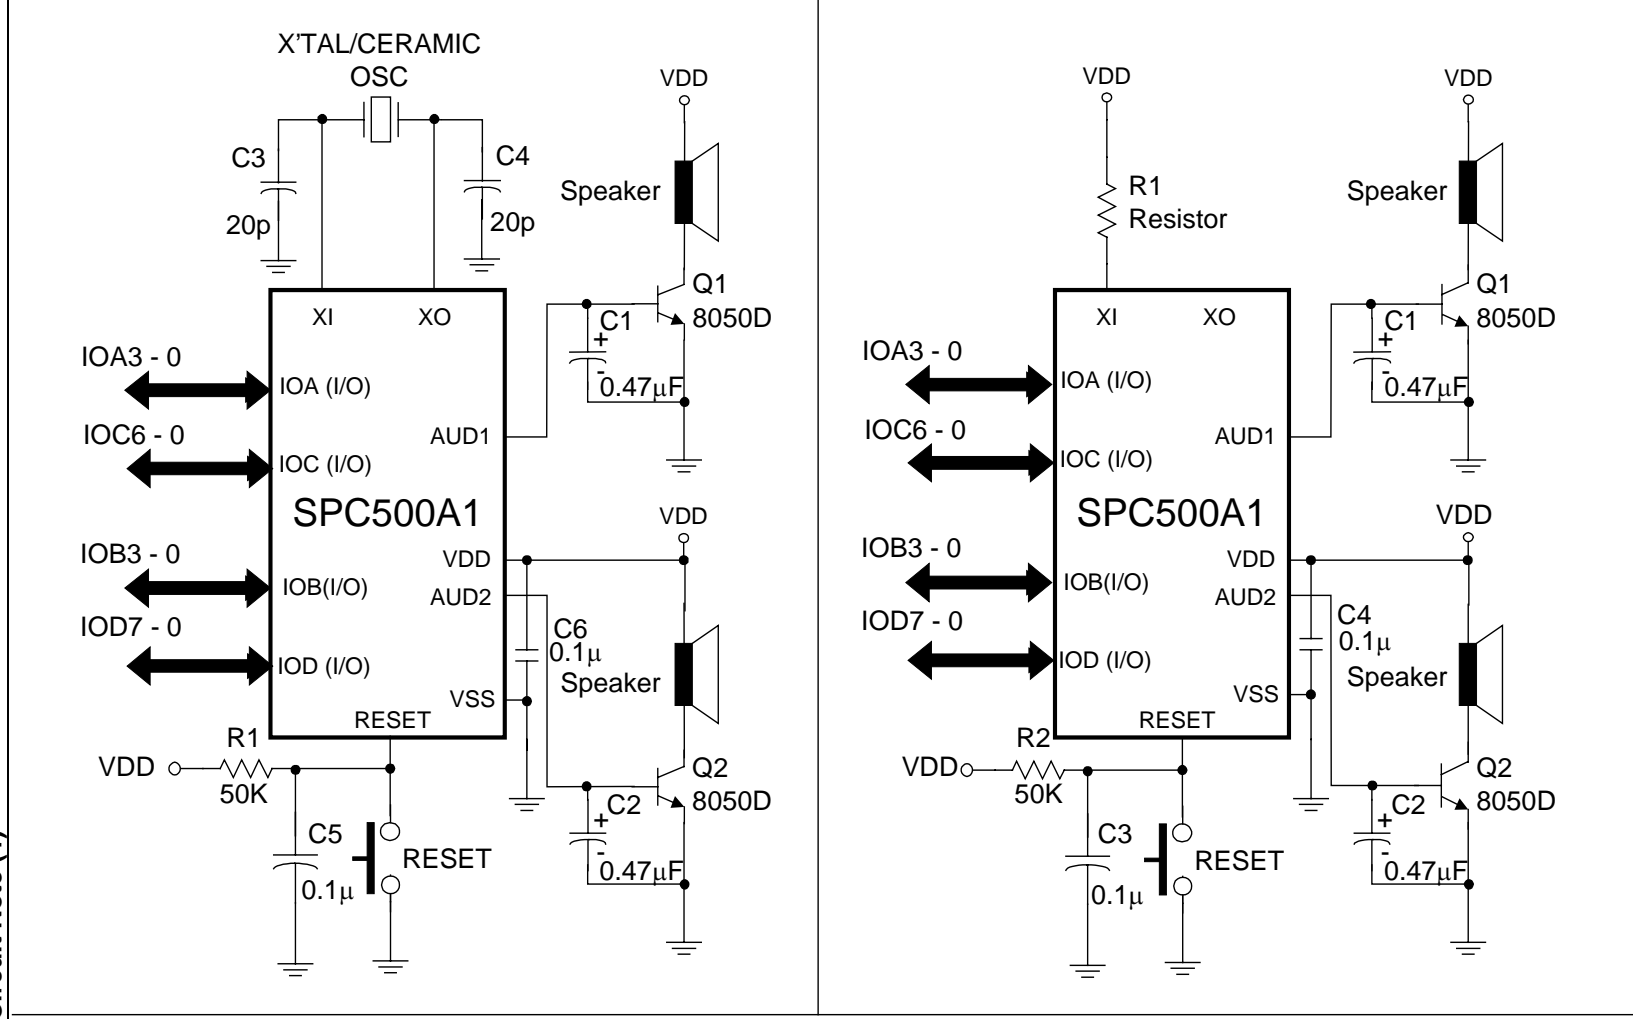 X'TAL/CERAMIC
OSC
VDD
C3
C4
Speaker
20p
20p
XI
XO
Q1
8050D
C1
+
-
0.47µF
IOA3 - 0
IOA (I/O)
IOC6 - 0
IOC (I/O)
AUD1
SPC500A1
VDD
IOB3 - 0
IOB(I/O)
VDD
AUD2
IOD7 - 0
IOD (I/O)
C6
0.1µ
Speaker
VSS
RESET
R1
VDD
50K
Q2
8050D
C2
+
-
0.47µF
C5
0.1µ
RESET
VDD
VDD
R1
Resistor
Speaker
XI
XO
Q1
8050D
C1
+
-
0.47µF
IOA3 - 0
IOA (I/O)
IOC6 - 0
IOC (I/O)
AUD1
SPC500A1
VDD
IOB3 - 0
IOB(I/O)
VDD
AUD2
IOD7 - 0
IOD (I/O)
C4
0.1µ
Speaker
VSS
RESET
R2
VDD
50K
Q2
8050D
C2
+
-
0.47µF
C3
0.1µ
RESET